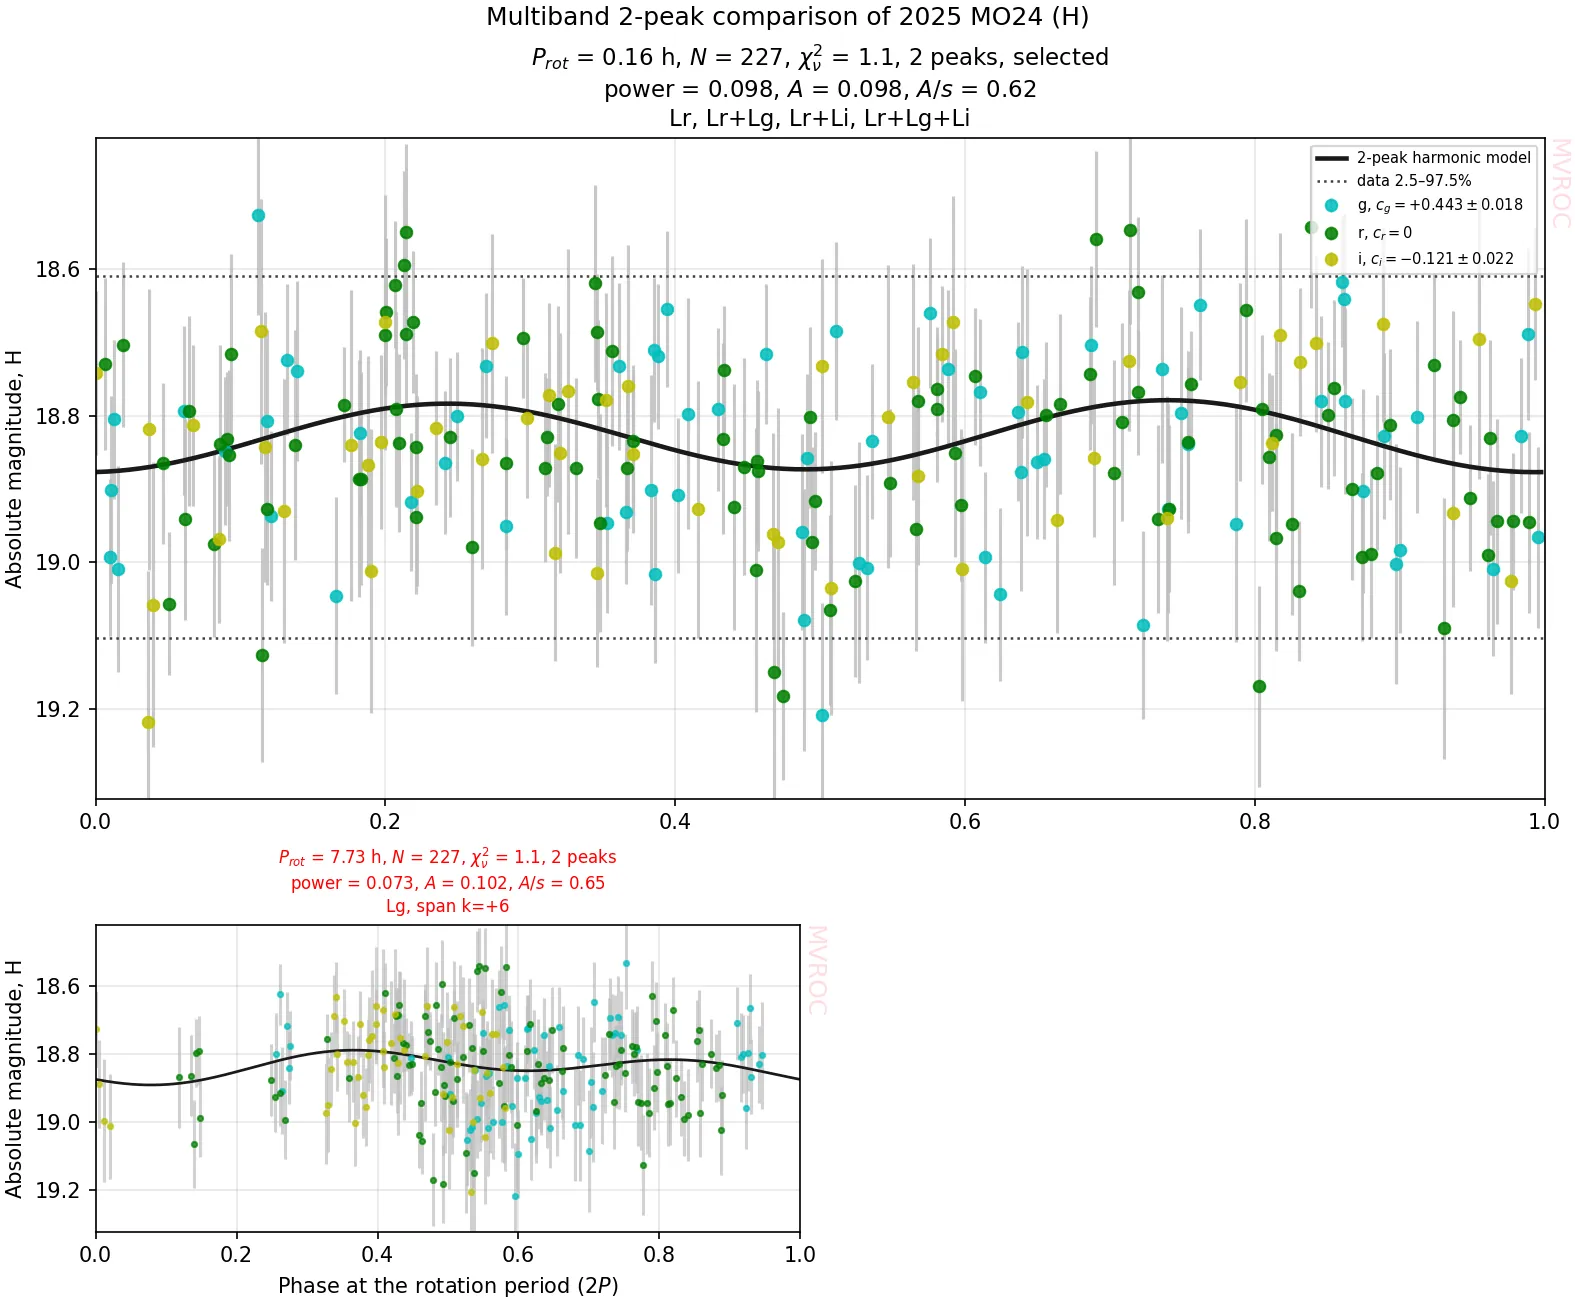 Multiband 2-peak comparison of 2025 MO24 (H)
P_rot = 0.16 h, N = 227, χ²_ν = 1.1, 2 peaks, selected
power = 0.098, A = 0.098, A/s = 0.62
Lr, Lr+Lg, Lr+Li, Lr+Lg+Li
MVROC
2-peak harmonic model
data 2.5–97.5%
g, c_g = +0.443 ± 0.018
r, c_r = 0
i, c_i = −0.121 ± 0.022
Absolute magnitude, H
18.6
18.8
19.0
19.2
0.0 0.2 0.4 0.6 0.8 1.0
P_rot = 7.73 h, N = 227, χ²_ν = 1.1, 2 peaks
power = 0.073, A = 0.102, A/s = 0.65
Lg, span k=+6
MVROC
Absolute magnitude, H
18.6
18.8
19.0
19.2
0.0 0.2 0.4 0.6 0.8 1.0
Phase at the rotation period (2P)